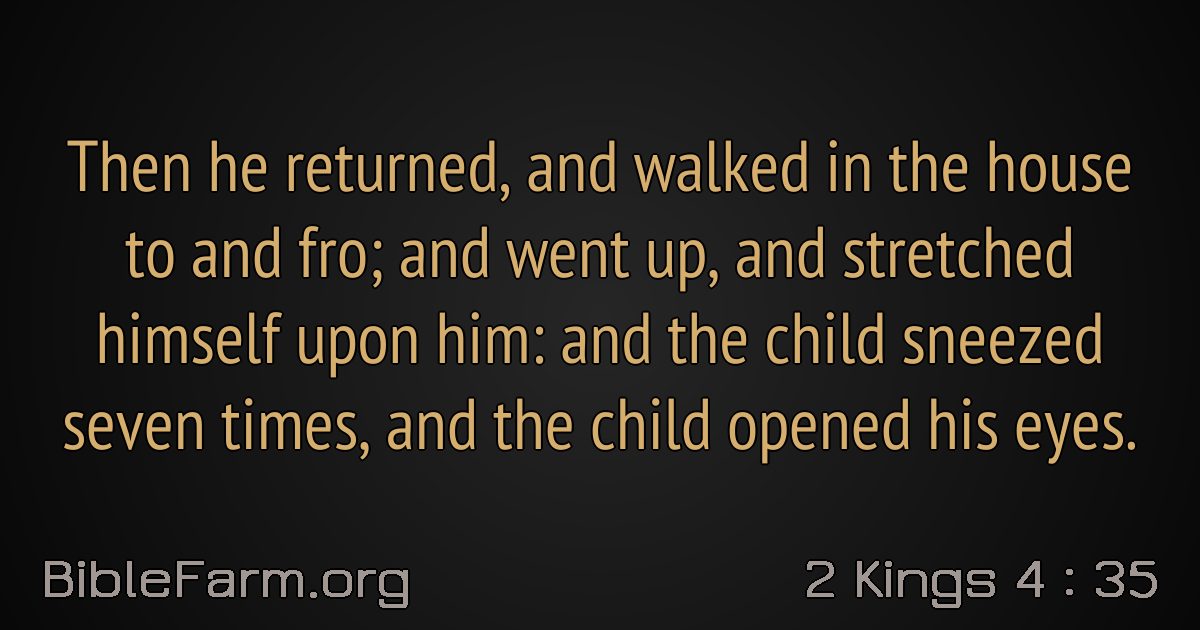 Then he returned, and walked in the house
to and fro; and went up, and stretched
himself upon him: and the child sneezed
seven times, and the child opened his eyes.
BibleFarm.org
2 Kings 4 : 35